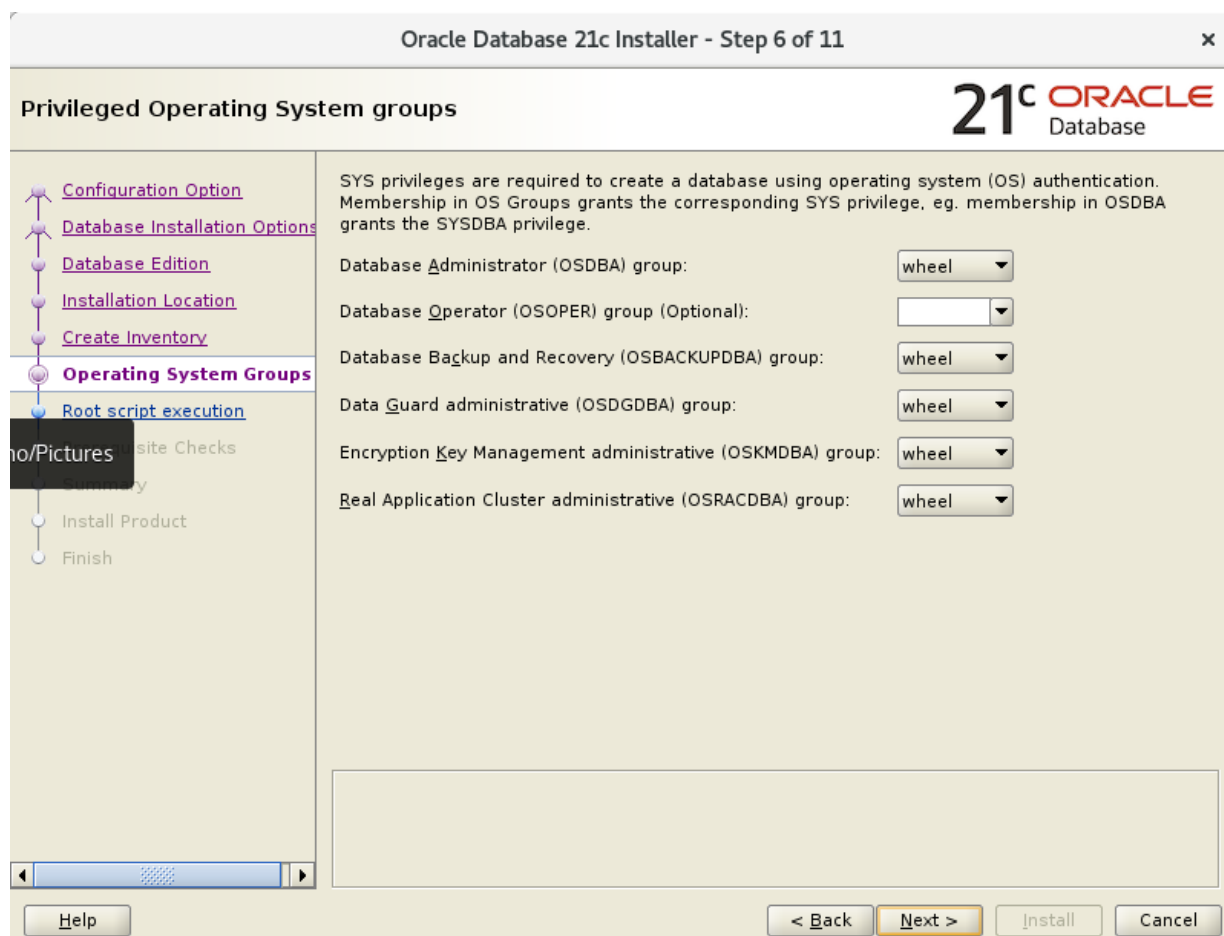 Oracle Database 21c Installer - Step 6 of 11
Privileged Operating System groups
21c ORACLE
Database
Configuration Option
Database Installation Options
Database Edition
Installation Location
Create Inventory
Operating System Groups
Root script execution
no/Pictures
site Checks
Summary
Install Product
Finish
SYS privileges are required to create a database using operating system (OS) authentication.
Membership in OS Groups grants the corresponding SYS privilege, eg. membership in OSDBA
grants the SYSDBA privilege.
Database Administrator (OSDBA) group: wheel
Database Operator (OSOPER) group (Optional):
Database Backup and Recovery (OSBACKUPDBA) group: wheel
Data Guard administrative (OSDGDBA) group: wheel
Encryption Key Management administrative (OSKMDBA) group: wheel
Real Application Cluster administrative (OSRACDBA) group: wheel
Help
< Back
Next >
Install
Cancel